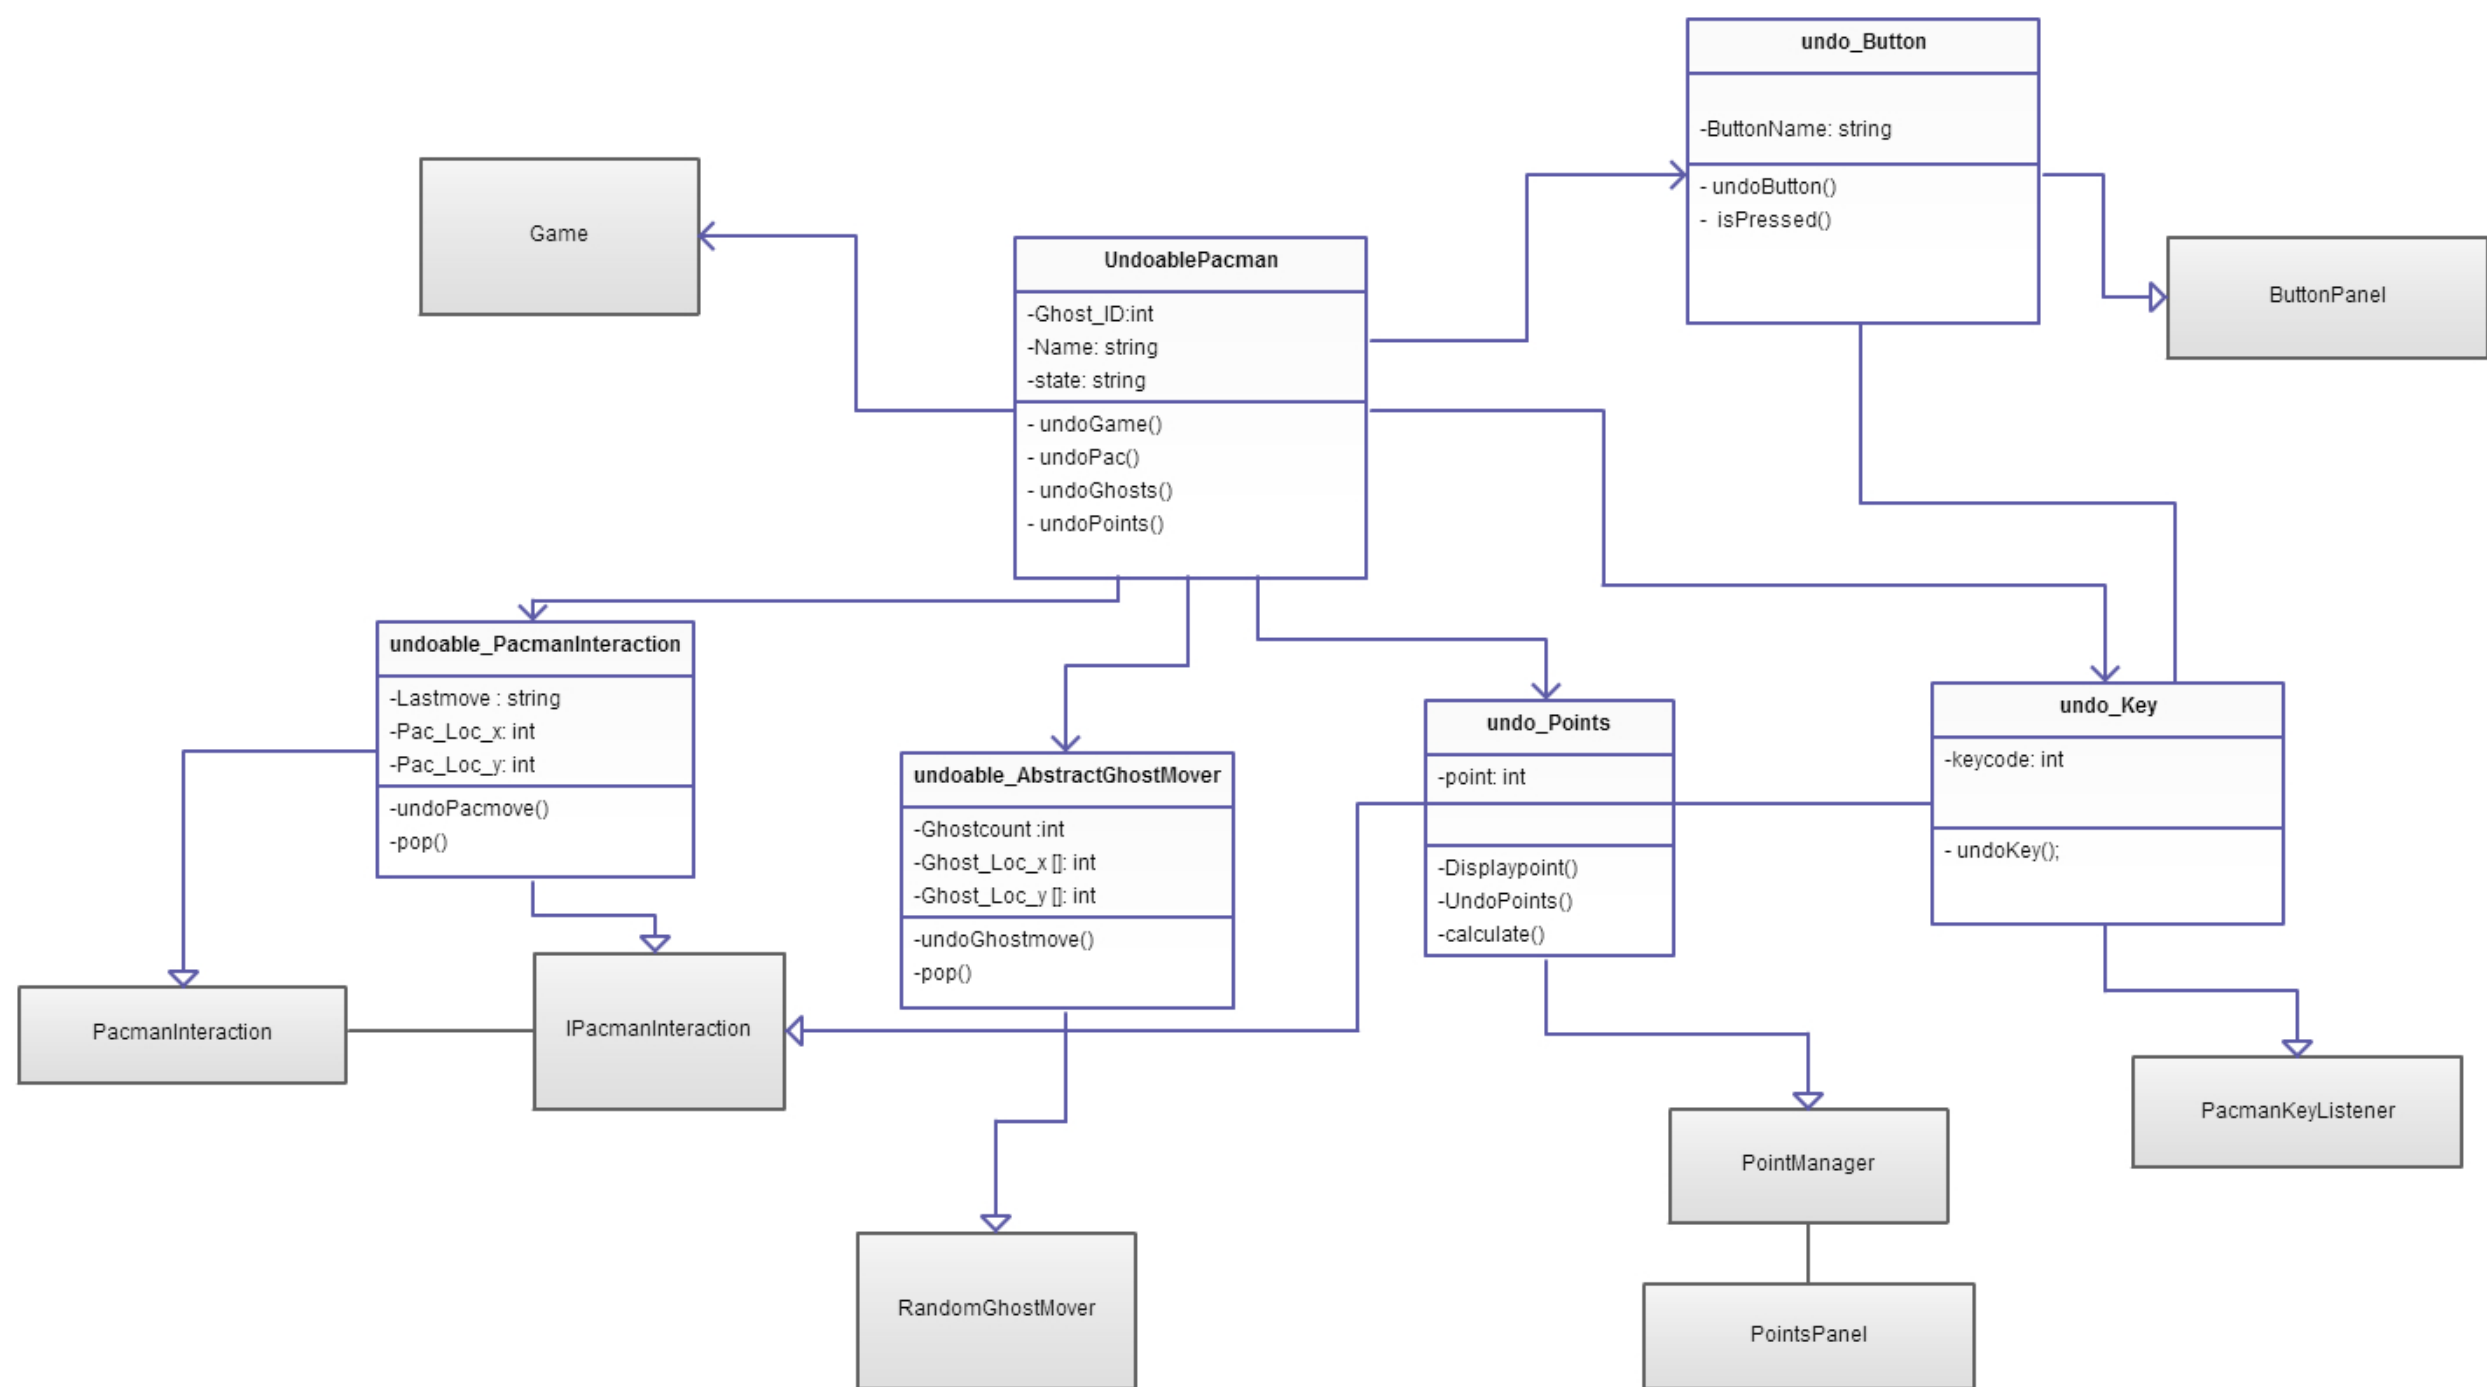 undo_Button
-ButtonName: string
- undoButton()
- isPressed()
Game
UndoablePacman
-Ghost_ID:int
-Name: string
-state: string
- undoGame()
- undoPac()
- undoGhosts()
- undoPoints()
ButtonPanel
undoable_PacmanInteraction
-Lastmove : string
-Pac_Loc_x: int
-Pac_Loc_y: int
-undoPacmove()
-pop()
undoable_AbstractGhostMover
-Ghostcount :int
-Ghost_Loc_x []: int
-Ghost_Loc_y []: int
-undoGhostmove()
-pop()
undo_Points
-point: int
-Displaypoint()
-UndoPoints()
-calculate()
undo_Key
-keycode: int
- undoKey();
PacmanInteraction
IPacmanInteraction
PacmanKeyListener
PointManager
RandomGhostMover
PointsPanel